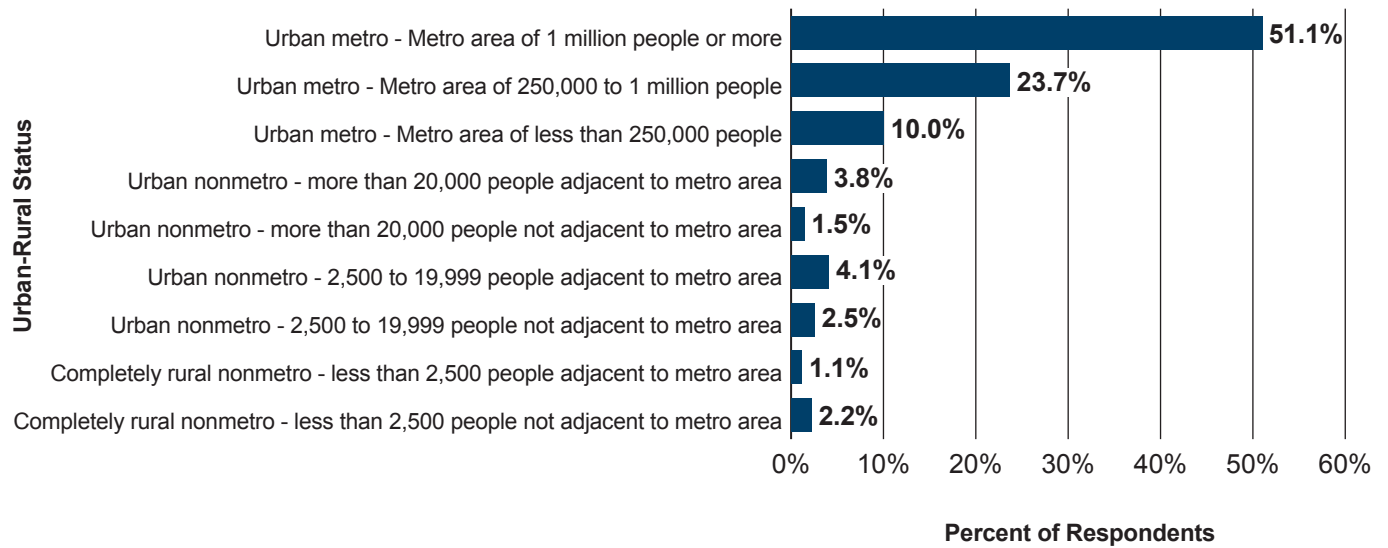 Urban-Rural Status
Urban metro - Metro area of 1 million people or more 51.1%
Urban metro - Metro area of 250,000 to 1 million people 23.7%
Urban metro - Metro area of less than 250,000 people 10.0%
Urban nonmetro - more than 20,000 people adjacent to metro area 3.8%
Urban nonmetro - more than 20,000 people not adjacent to metro area 1.5%
Urban nonmetro - 2,500 to 19,999 people adjacent to metro area 4.1%
Urban nonmetro - 2,500 to 19,999 people not adjacent to metro area 2.5%
Completely rural nonmetro - less than 2,500 people adjacent to metro area 1.1%
Completely rural nonmetro - less than 2,500 people not adjacent to metro area 2.2%
0% 10% 20% 30% 40% 50% 60%
Percent of Respondents